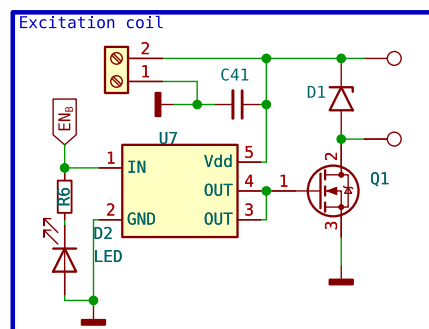 Excitation coil
2
1
C41
D1
EN_B
U7
1 IN
Vdd 5
OUT 4
1
2
Q1
R6
2 GND
OUT 3
3
D2
LED